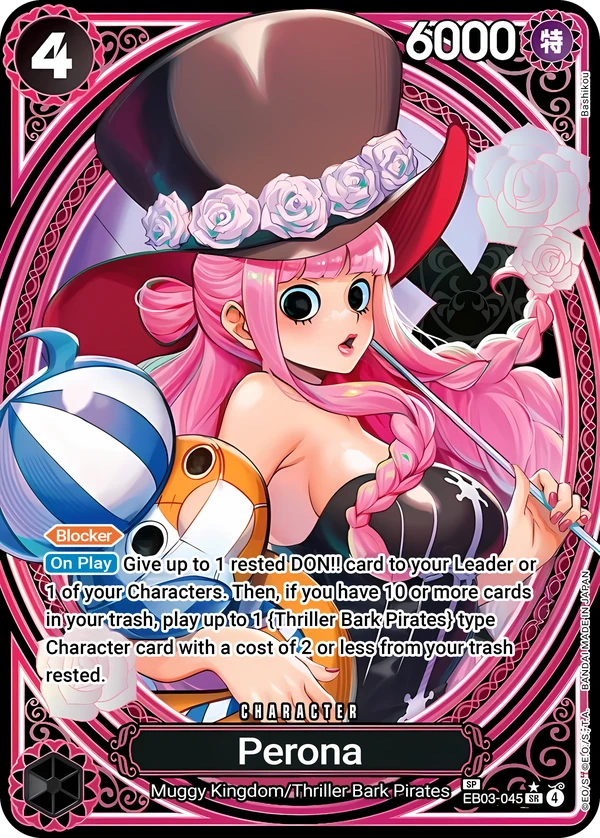 4
6000
特
Bashikou
Blocker
On Play Give up to 1 rested DON!! card to your Leader or
1 of your Characters. Then, if you have 10 or more cards
in your trash, play up to 1 {Thriller Bark Pirates} type
Character card with a cost of 2 or less from your trash
rested.
CHARACTER
Perona
Muggy Kingdom/Thriller Bark Pirates
SP
EB03-045 SR 4
BANDAI MADE IN JAPAN